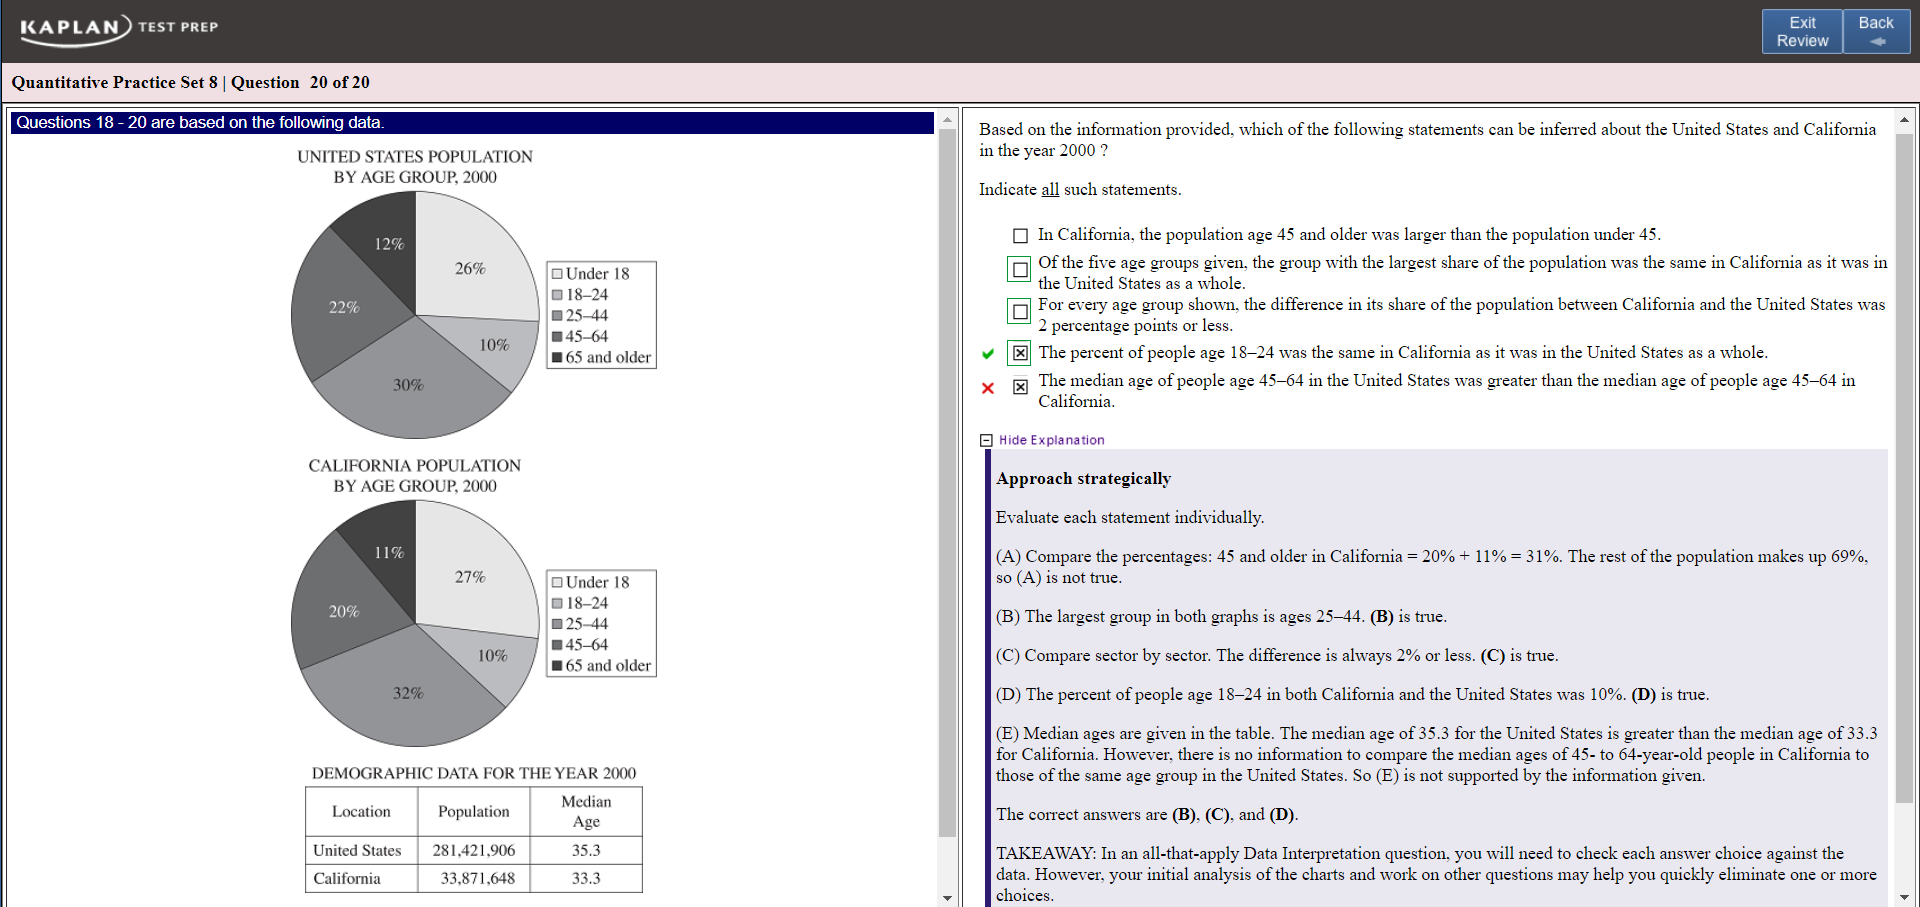 KAPLAN TEST PREP
Exit
Review
Back
Quantitative Practice Set 8 | Question 20 of 20
Questions 18 - 20 are based on the following data.
UNITED STATES POPULATION
BY AGE GROUP, 2000
12%
26%
22%
10%
30%
Under 18
18–24
25–44
45–64
65 and older
CALIFORNIA POPULATION
BY AGE GROUP, 2000
11%
27%
20%
10%
32%
Under 18
18–24
25–44
45–64
65 and older
DEMOGRAPHIC DATA FOR THE YEAR 2000
Location Population Median Age
United States 281,421,906 35.3
California 33,871,648 33.3
Based on the information provided, which of the following statements can be inferred about the United States and California
in the year 2000 ?
Indicate all such statements.
In California, the population age 45 and older was larger than the population under 45.
Of the five age groups given, the group with the largest share of the population was the same in California as it was in
the United States as a whole.
For every age group shown, the difference in its share of the population between California and the United States was
2 percentage points or less.
The percent of people age 18–24 was the same in California as it was in the United States as a whole.
The median age of people age 45–64 in the United States was greater than the median age of people age 45–64 in
California.
Hide Explanation
Approach strategically
Evaluate each statement individually.
(A) Compare the percentages: 45 and older in California = 20% + 11% = 31%. The rest of the population makes up 69%,
so (A) is not true.
(B) The largest group in both graphs is ages 25–44. (B) is true.
(C) Compare sector by sector. The difference is always 2% or less. (C) is true.
(D) The percent of people age 18–24 in both California and the United States was 10%. (D) is true.
(E) Median ages are given in the table. The median age of 35.3 for the United States is greater than the median age of 33.3
for California. However, there is no information to compare the median ages of 45- to 64-year-old people in California to
those of the same age group in the United States. So (E) is not supported by the information given.
The correct answers are (B), (C), and (D).
TAKEAWAY: In an all-that-apply Data Interpretation question, you will need to check each answer choice against the
data. However, your initial analysis of the charts and work on other questions may help you quickly eliminate one or more
choices.